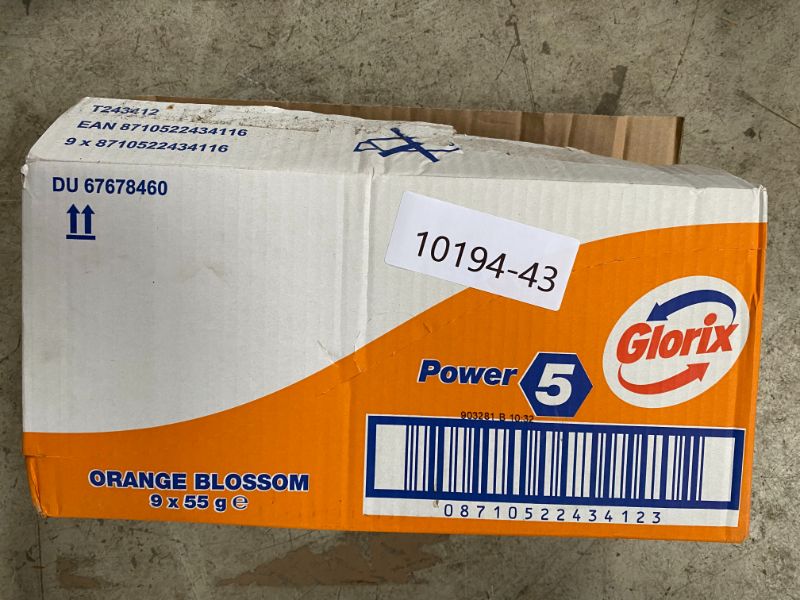 T243412
EAN 8710522434116
9 x 8710522434116
DU 67678460
10194-43
Glorix
Power 5
903281 B 10:32
ORANGE BLOSSOM
9 x 55 g e
08710522434123